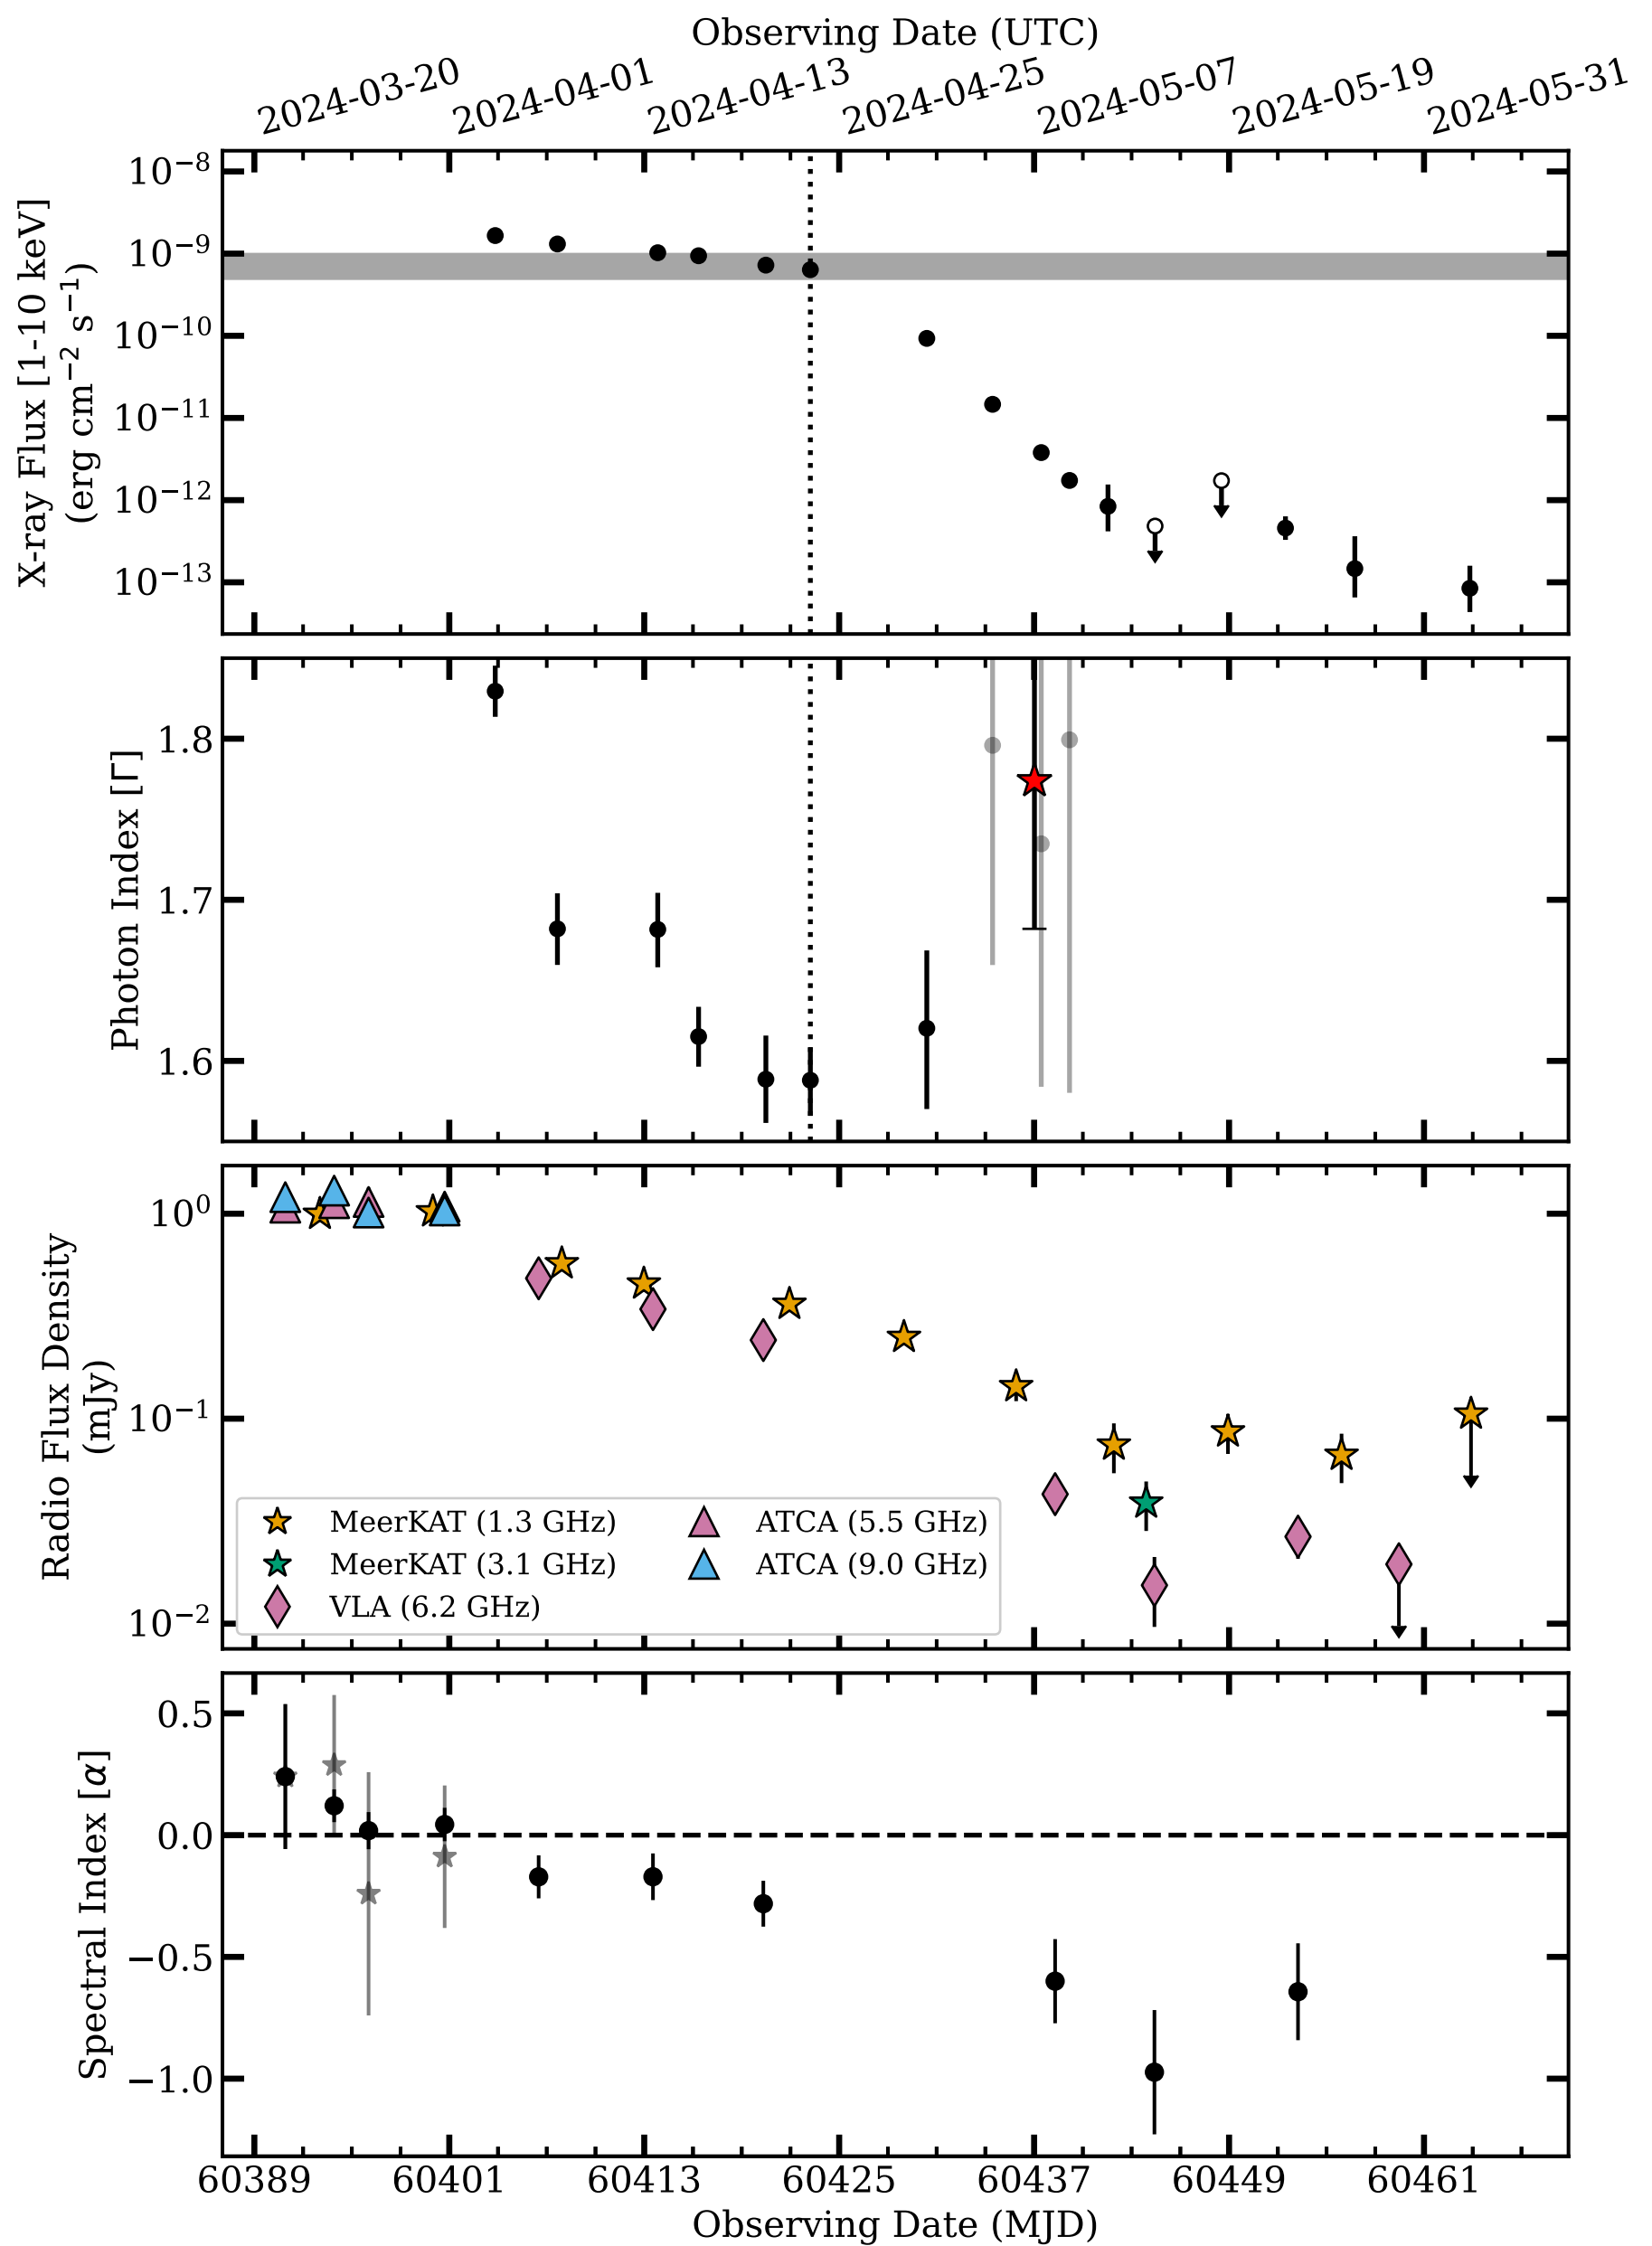 Observing Date (UTC)
2024-03-20
2024-04-01
2024-04-13
2024-04-25
2024-05-07
2024-05-19
2024-05-31
X-ray Flux [1-10 keV]
(erg cm⁻² s⁻¹)
10⁻⁸
10⁻⁹
10⁻¹⁰
10⁻¹¹
10⁻¹²
10⁻¹³
Photon Index [Γ]
1.8
1.7
1.6
Radio Flux Density
(mJy)
10⁰
10⁻¹
10⁻²
MeerKAT (1.3 GHz)
MeerKAT (3.1 GHz)
VLA (6.2 GHz)
ATCA (5.5 GHz)
ATCA (9.0 GHz)
Spectral Index [α]
0.5
0.0
−0.5
−1.0
60389
60401
60413
60425
60437
60449
60461
Observing Date (MJD)